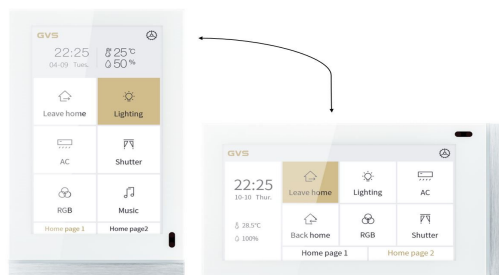 GVS
22:25
25℃
04-09 Tues.
50%
Leave home
Lighting
AC
Shutter
RGB
Music
Home page 1
Home page2
GVS
22:25
10-10 Thur.
28.5℃
100%
Leave home
Lighting
AC
Back home
RGB
Shutter
Home page 1
Home page 2